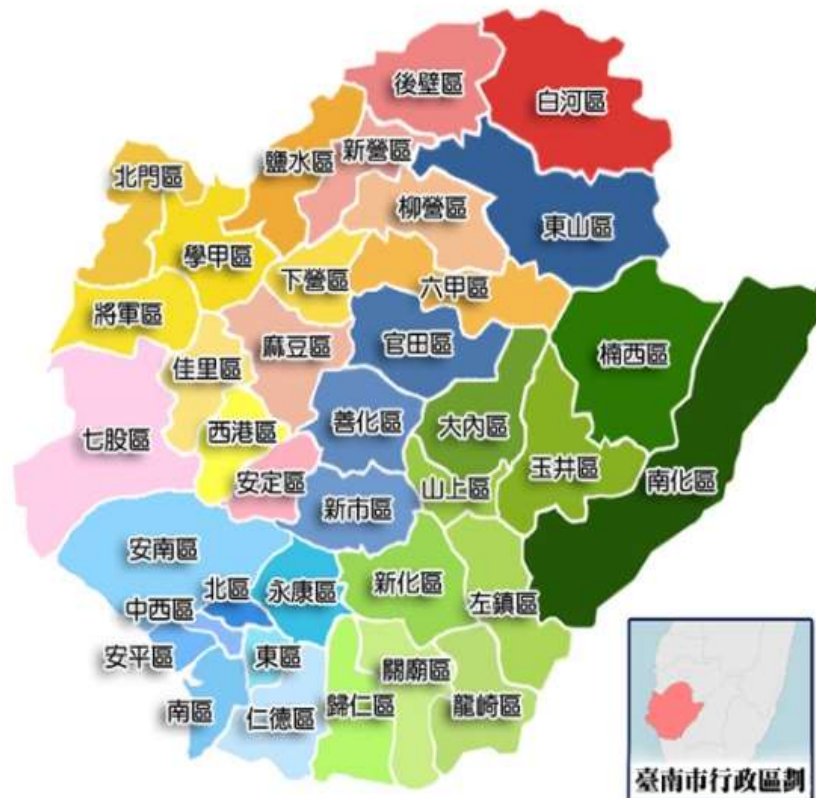 後壁區
白河區
鹽水區
新營區
北門區
柳營區
東山區
學甲區
下營區
六甲區
將軍區
佳里區
麻豆區
官田區
楠西區
七股區
西港區
善化區
大內區
玉井區
安定區
新市區
山上區
南化區
安南區
北區
永康區
新化區
左鎮區
中西區
安平區
東區
關廟區
南區
仁德區
歸仁區
龍崎區
臺南市行政區劃